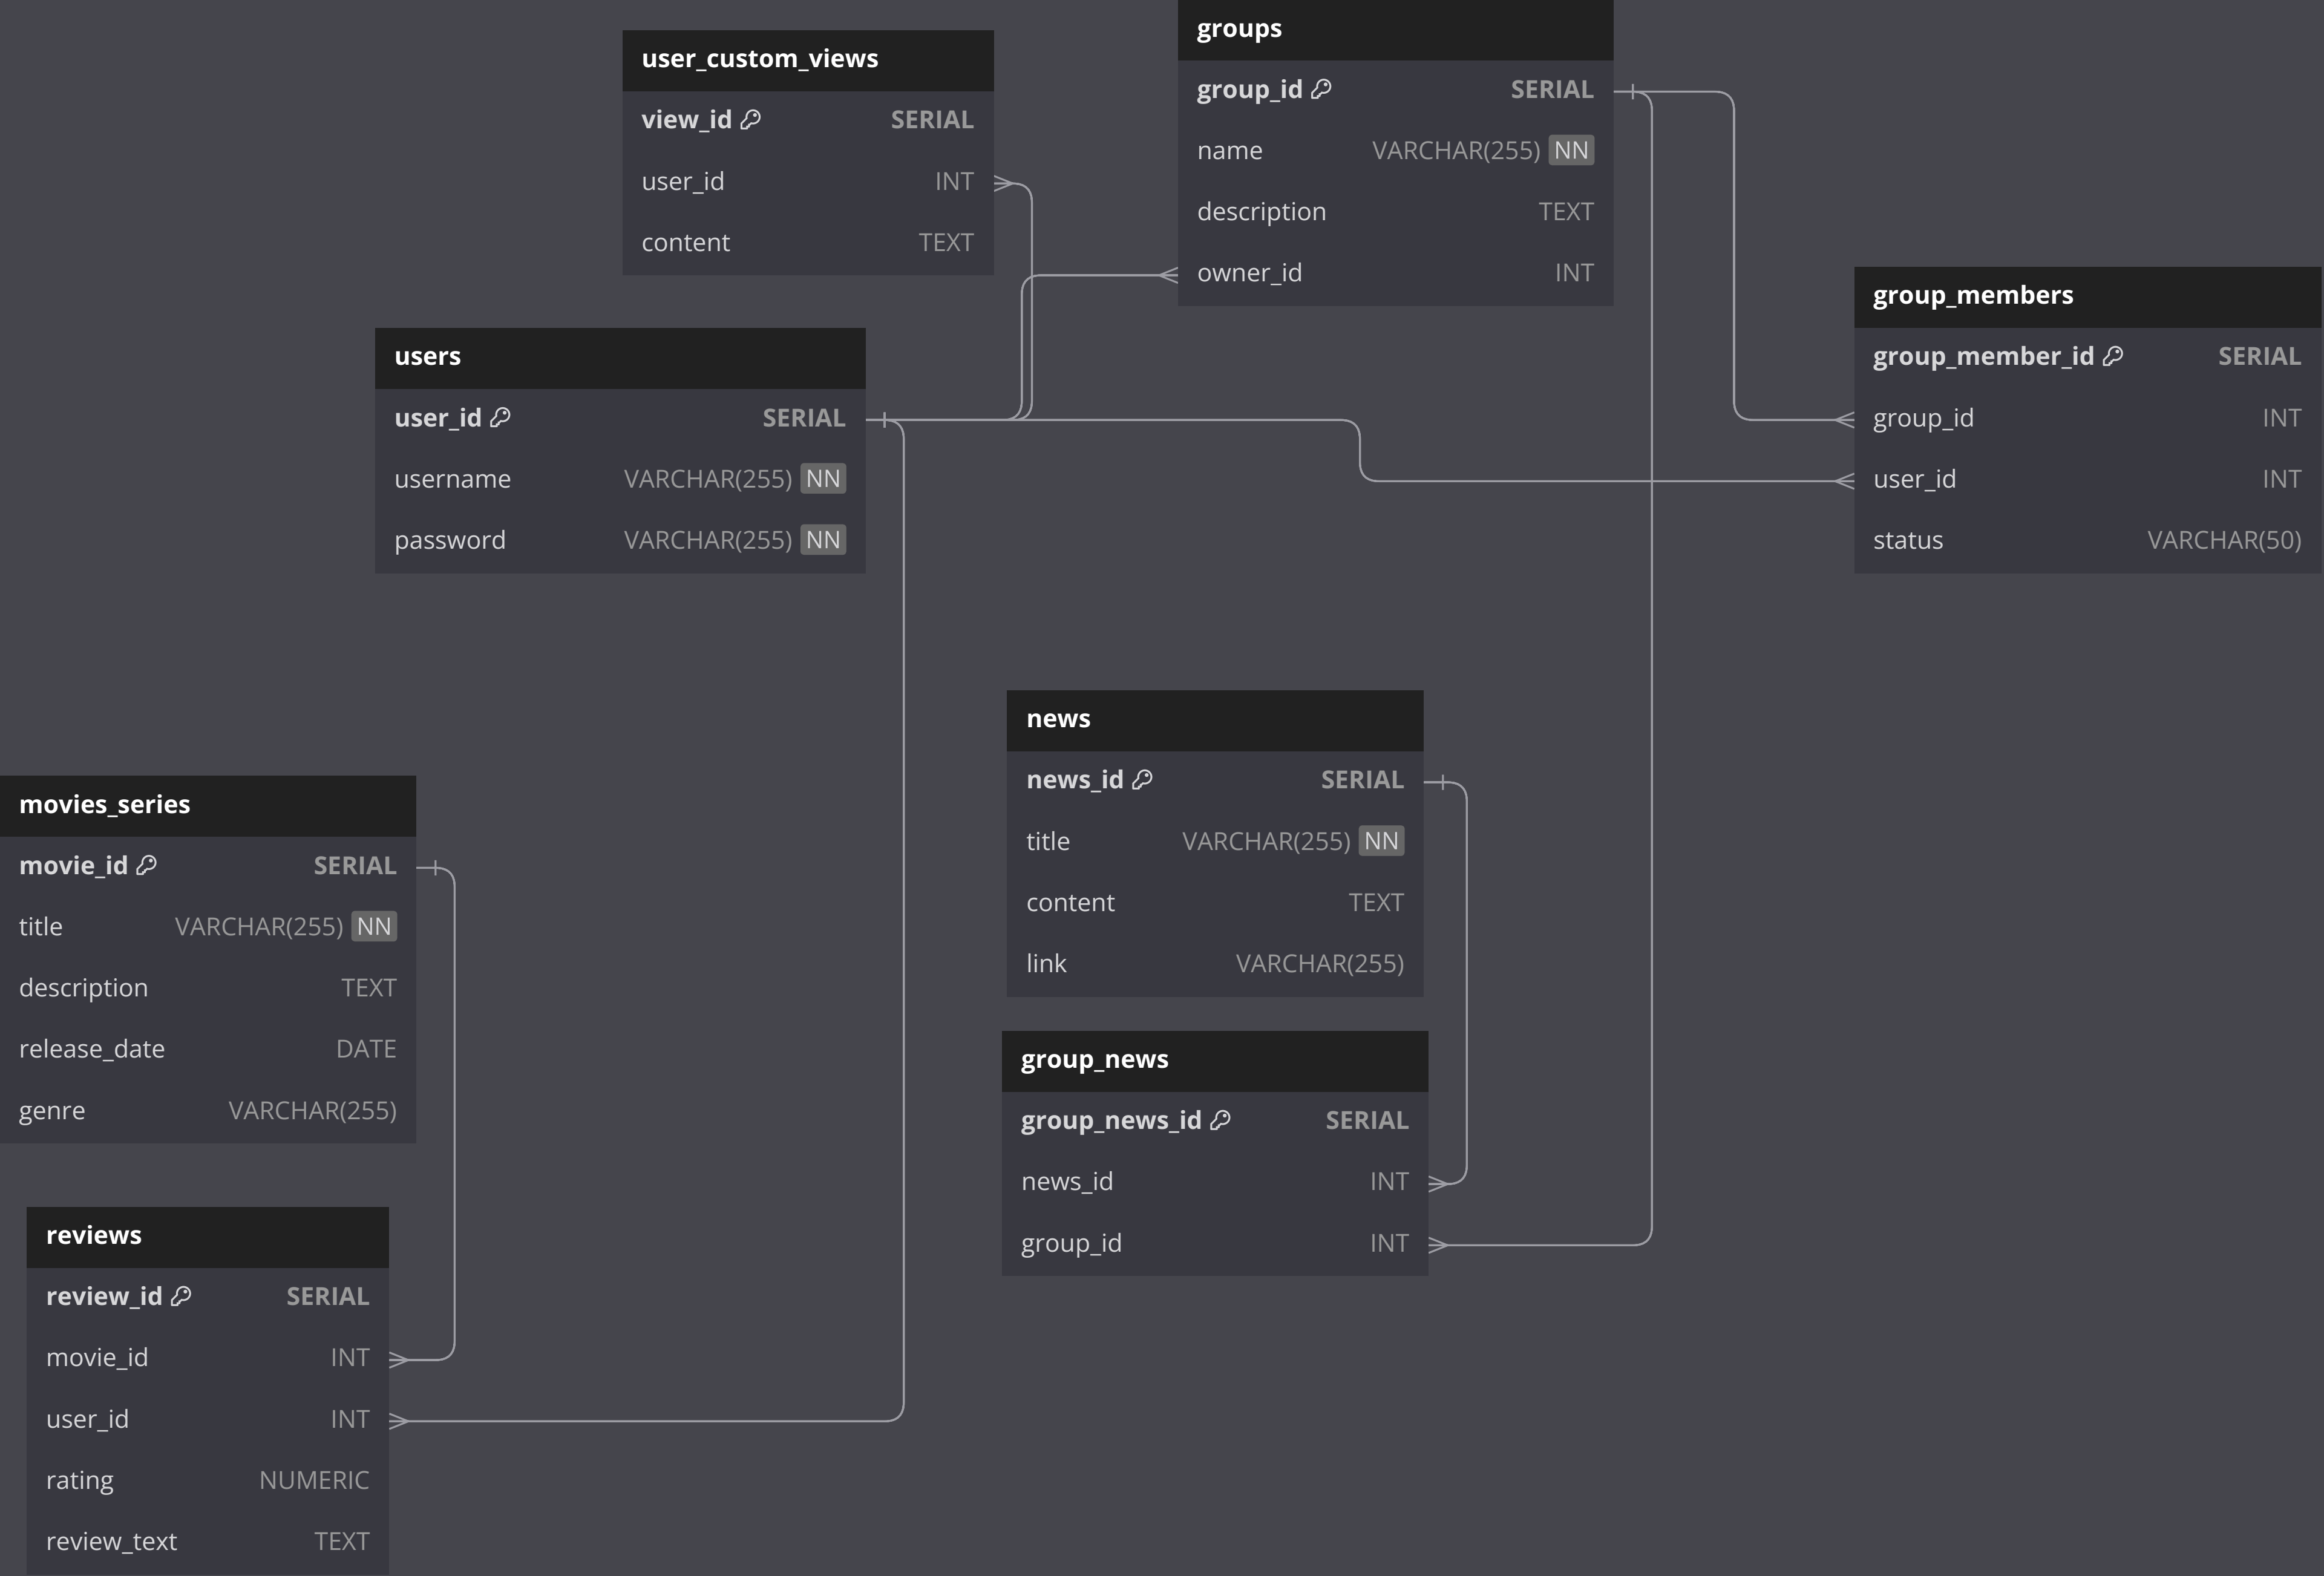 user_custom_views
view_id SERIAL
user_id INT
content TEXT
groups
group_id SERIAL
name VARCHAR(255) NN
description TEXT
owner_id INT
group_members
group_member_id SERIAL
group_id INT
user_id INT
status VARCHAR(50)
users
user_id SERIAL
username VARCHAR(255) NN
password VARCHAR(255) NN
news
news_id SERIAL
title VARCHAR(255) NN
content TEXT
link VARCHAR(255)
movies_series
movie_id SERIAL
title VARCHAR(255) NN
description TEXT
release_date DATE
genre VARCHAR(255)
group_news
group_news_id SERIAL
news_id INT
group_id INT
reviews
review_id SERIAL
movie_id INT
user_id INT
rating NUMERIC
review_text TEXT